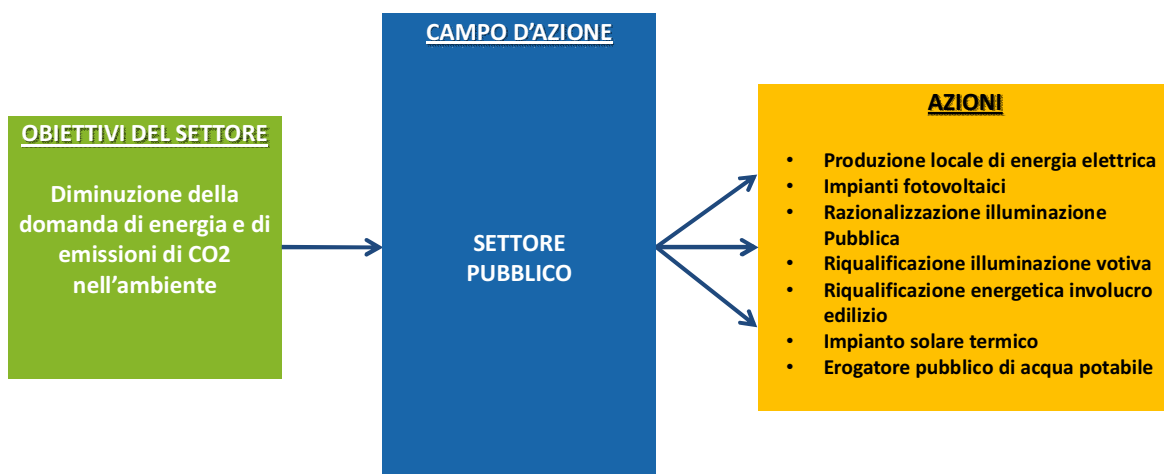 OBIETTIVI DEL SETTORE
Diminuzione della
domanda di energia e di
emissioni di CO2
nell’ambiente
CAMPO D’AZIONE
SETTORE
PUBBLICO
AZIONI
• Produzione locale di energia elettrica
• Impianti fotovoltaici
• Razionalizzazione illuminazione
Pubblica
• Riqualificazione illuminazione votiva
• Riqualificazione energetica involucro
edilizio
• Impianto solare termico
• Erogatore pubblico di acqua potabile